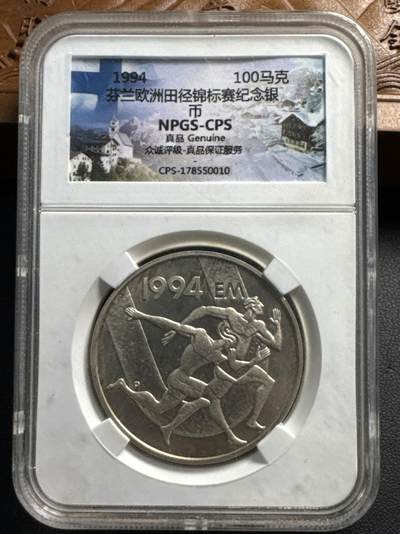 1994 100马克
芬兰欧洲田径锦标赛纪念银
币
NPGS-CPS
真品 Genuine
众诚评级-真品保证服务
-
CPS-178550010
1994 EM
P